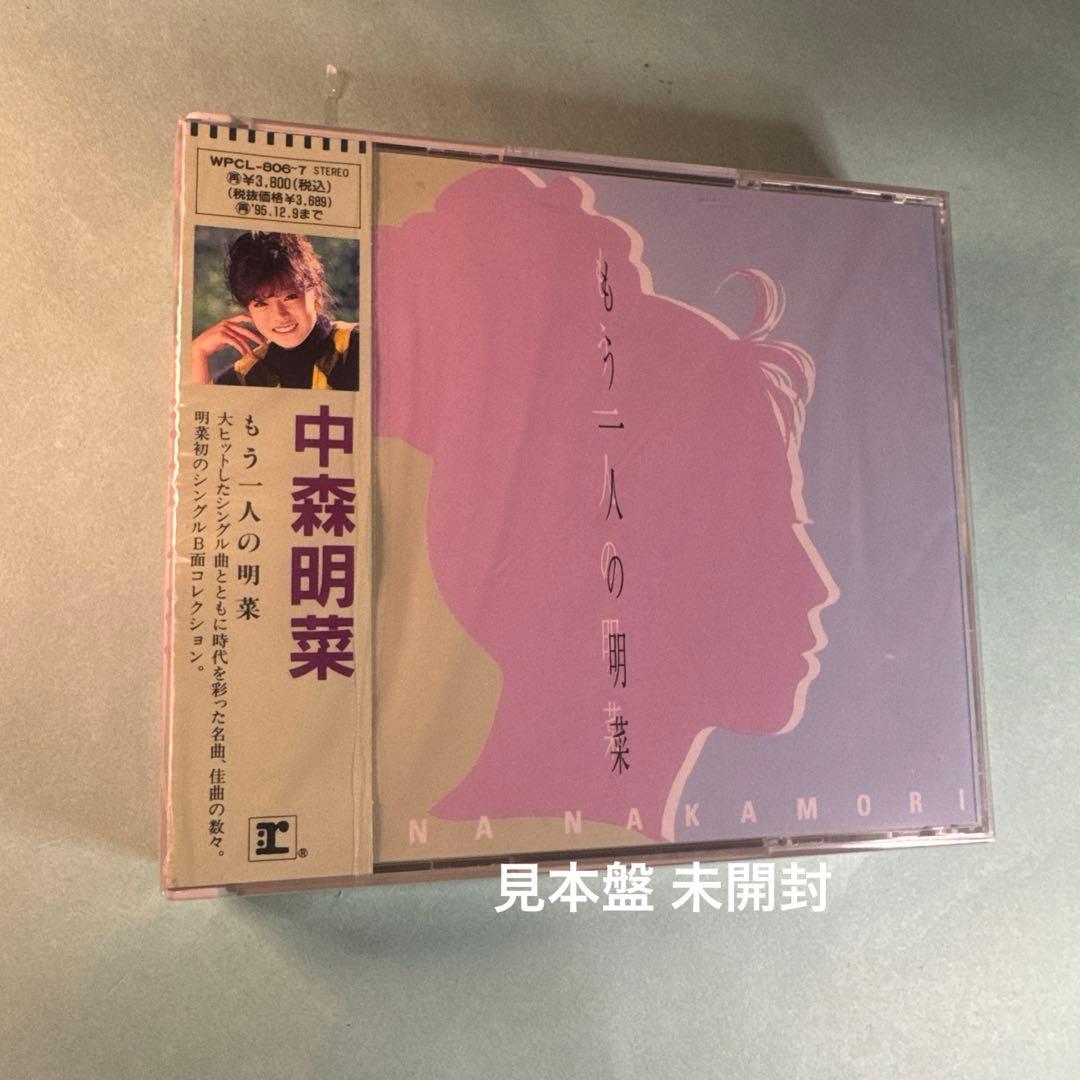 WPCL-806~7 STEREO
再¥3,800(税込)
(税抜価格¥3,689)
再'95.12.9まで
中森明菜
もう一人の明菜
大ヒットしたシングル曲とともに時代を彩った名曲、佳曲の数々。
明菜初のシングルB面コレクション。
r®
もう一人の明菜
NA NAKAMORI
見本盤 未開封